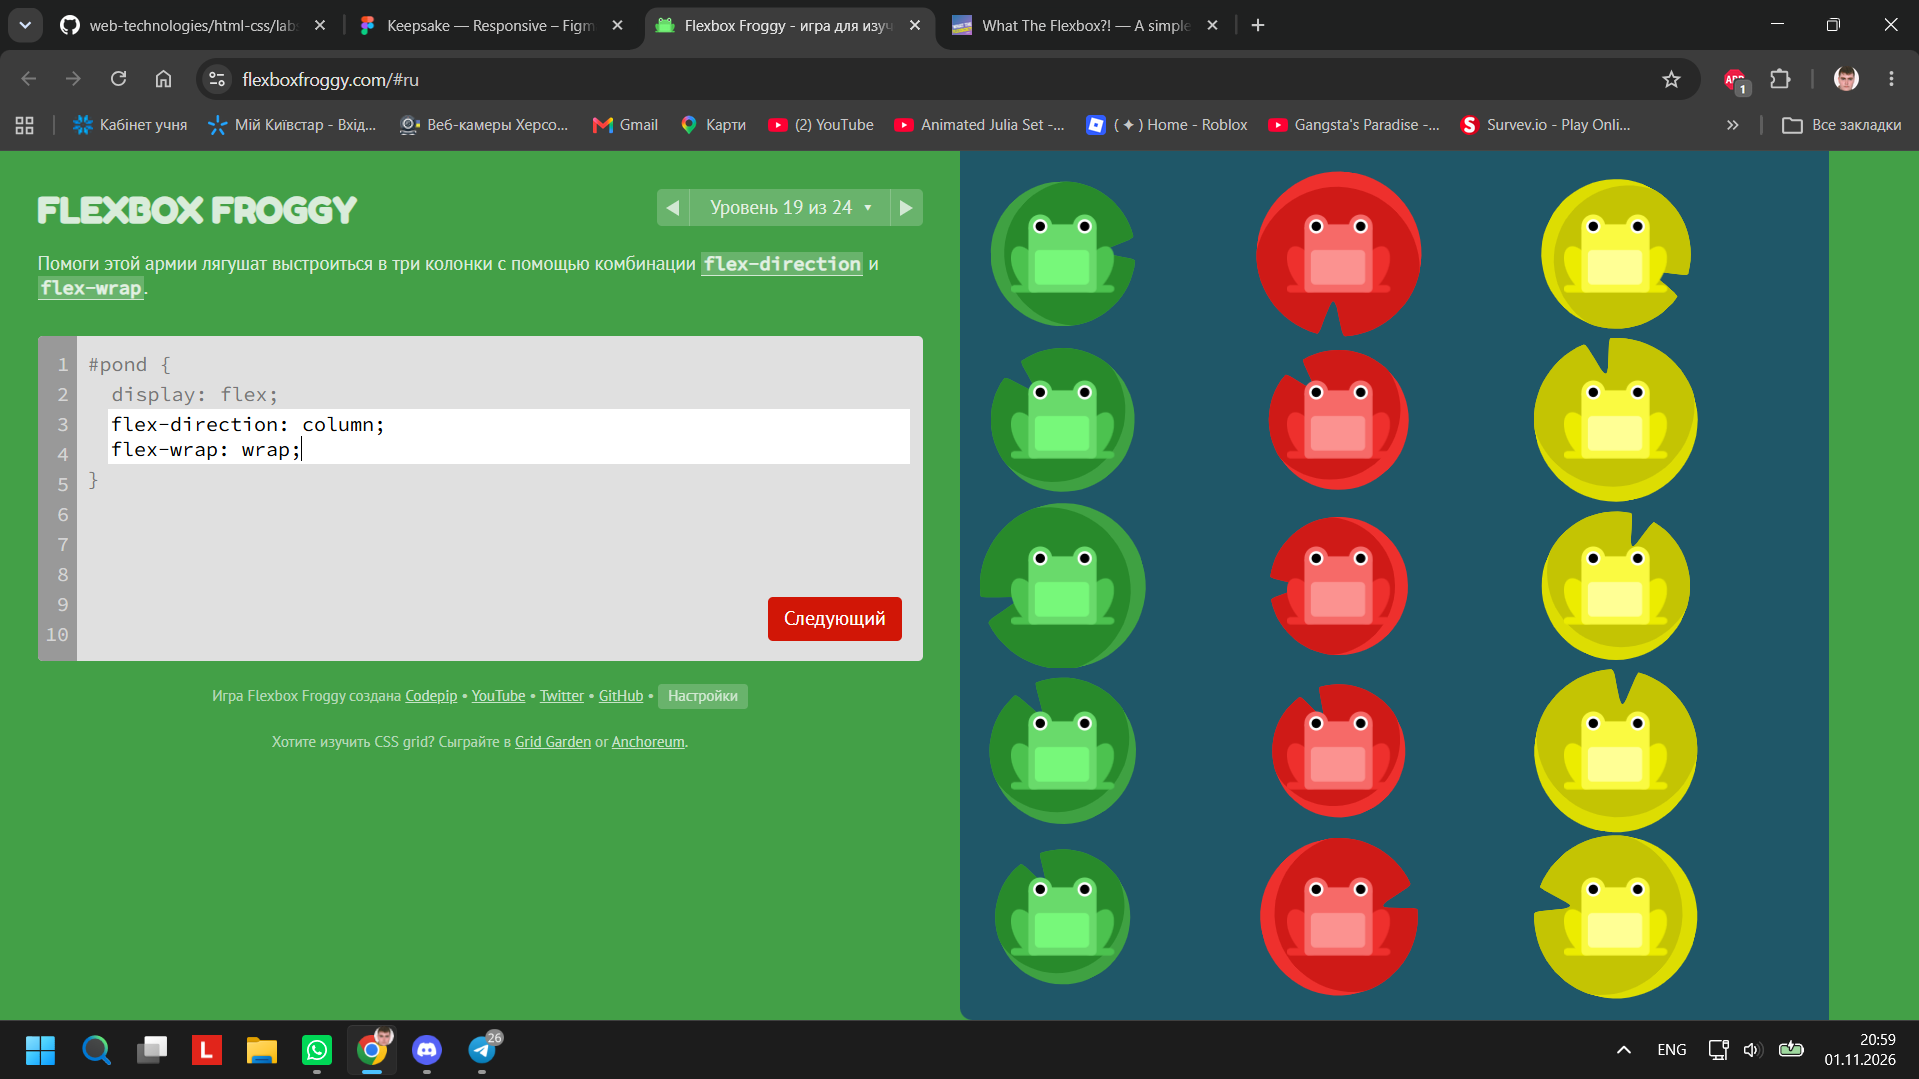 web-technologies/html-css/lab
Keepsake — Responsive – Figm
Flexbox Froggy - игра для изуч
What The Flexbox?! — A simple
flexboxfroggy.com/#ru
ABP
1
Кабінет учня
Мій Київстар - Вхід...
Веб-камеры Херсо...
Gmail
Карти
(2) YouTube
Animated Julia Set -...
( ✦ ) Home - Roblox
Gangsta's Paradise -...
Survev.io - Play Onli...
»
Все закладки
FLEXBOX FROGGY
Уровень 19 из 24
Помоги этой армии лягушат выстроиться в три колонки с помощью комбинации flex-direction и
flex-wrap.
1 #pond {
2 display: flex;
3 flex-direction: column;
4 flex-wrap: wrap;
5 }
6
7
8
9
10
Следующий
Игра Flexbox Froggy создана Codepip • YouTube • Twitter • GitHub • Настройки
Хотите изучить CSS grid? Сыграйте в Grid Garden or Anchoreum.
L
26
ENG
20:59
01.11.2026